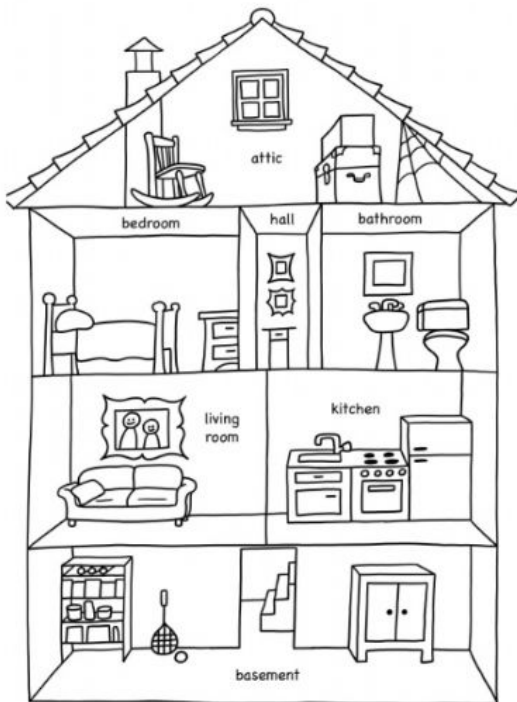 attic
bedroom
hall
bathroom
living
room
kitchen
basement